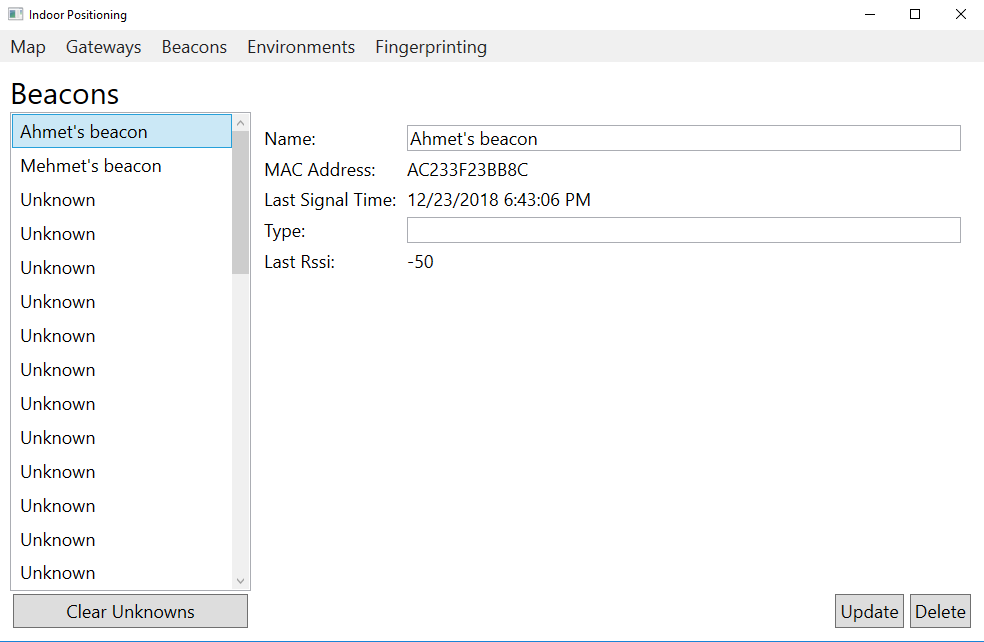 Indoor Positioning
Map Gateways Beacons Environments Fingerprinting
Beacons
Ahmet's beacon
Mehmet's beacon
Unknown
Unknown
Unknown
Unknown
Unknown
Unknown
Unknown
Unknown
Unknown
Unknown
Unknown
Unknown
Clear Unknowns
Name: Ahmet's beacon
MAC Address: AC233F23BB8C
Last Signal Time: 12/23/2018 6:43:06 PM
Type:
Last Rssi: -50
Update Delete